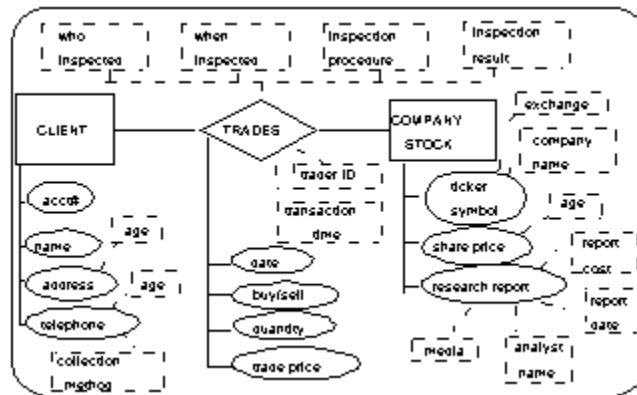 who
inspected
when
inspected
inspection
procedure
inspection
result
CLIENT
TRADES
COMPANY
STOCK
exchange
company
name
trader ID
transaction
time
acct#
name
age
address
age
telephone
collection
method
date
buy/sell
quantity
trade price
ticker
symbol
age
share price
report
cost
research report
report
date
media
analyst
name